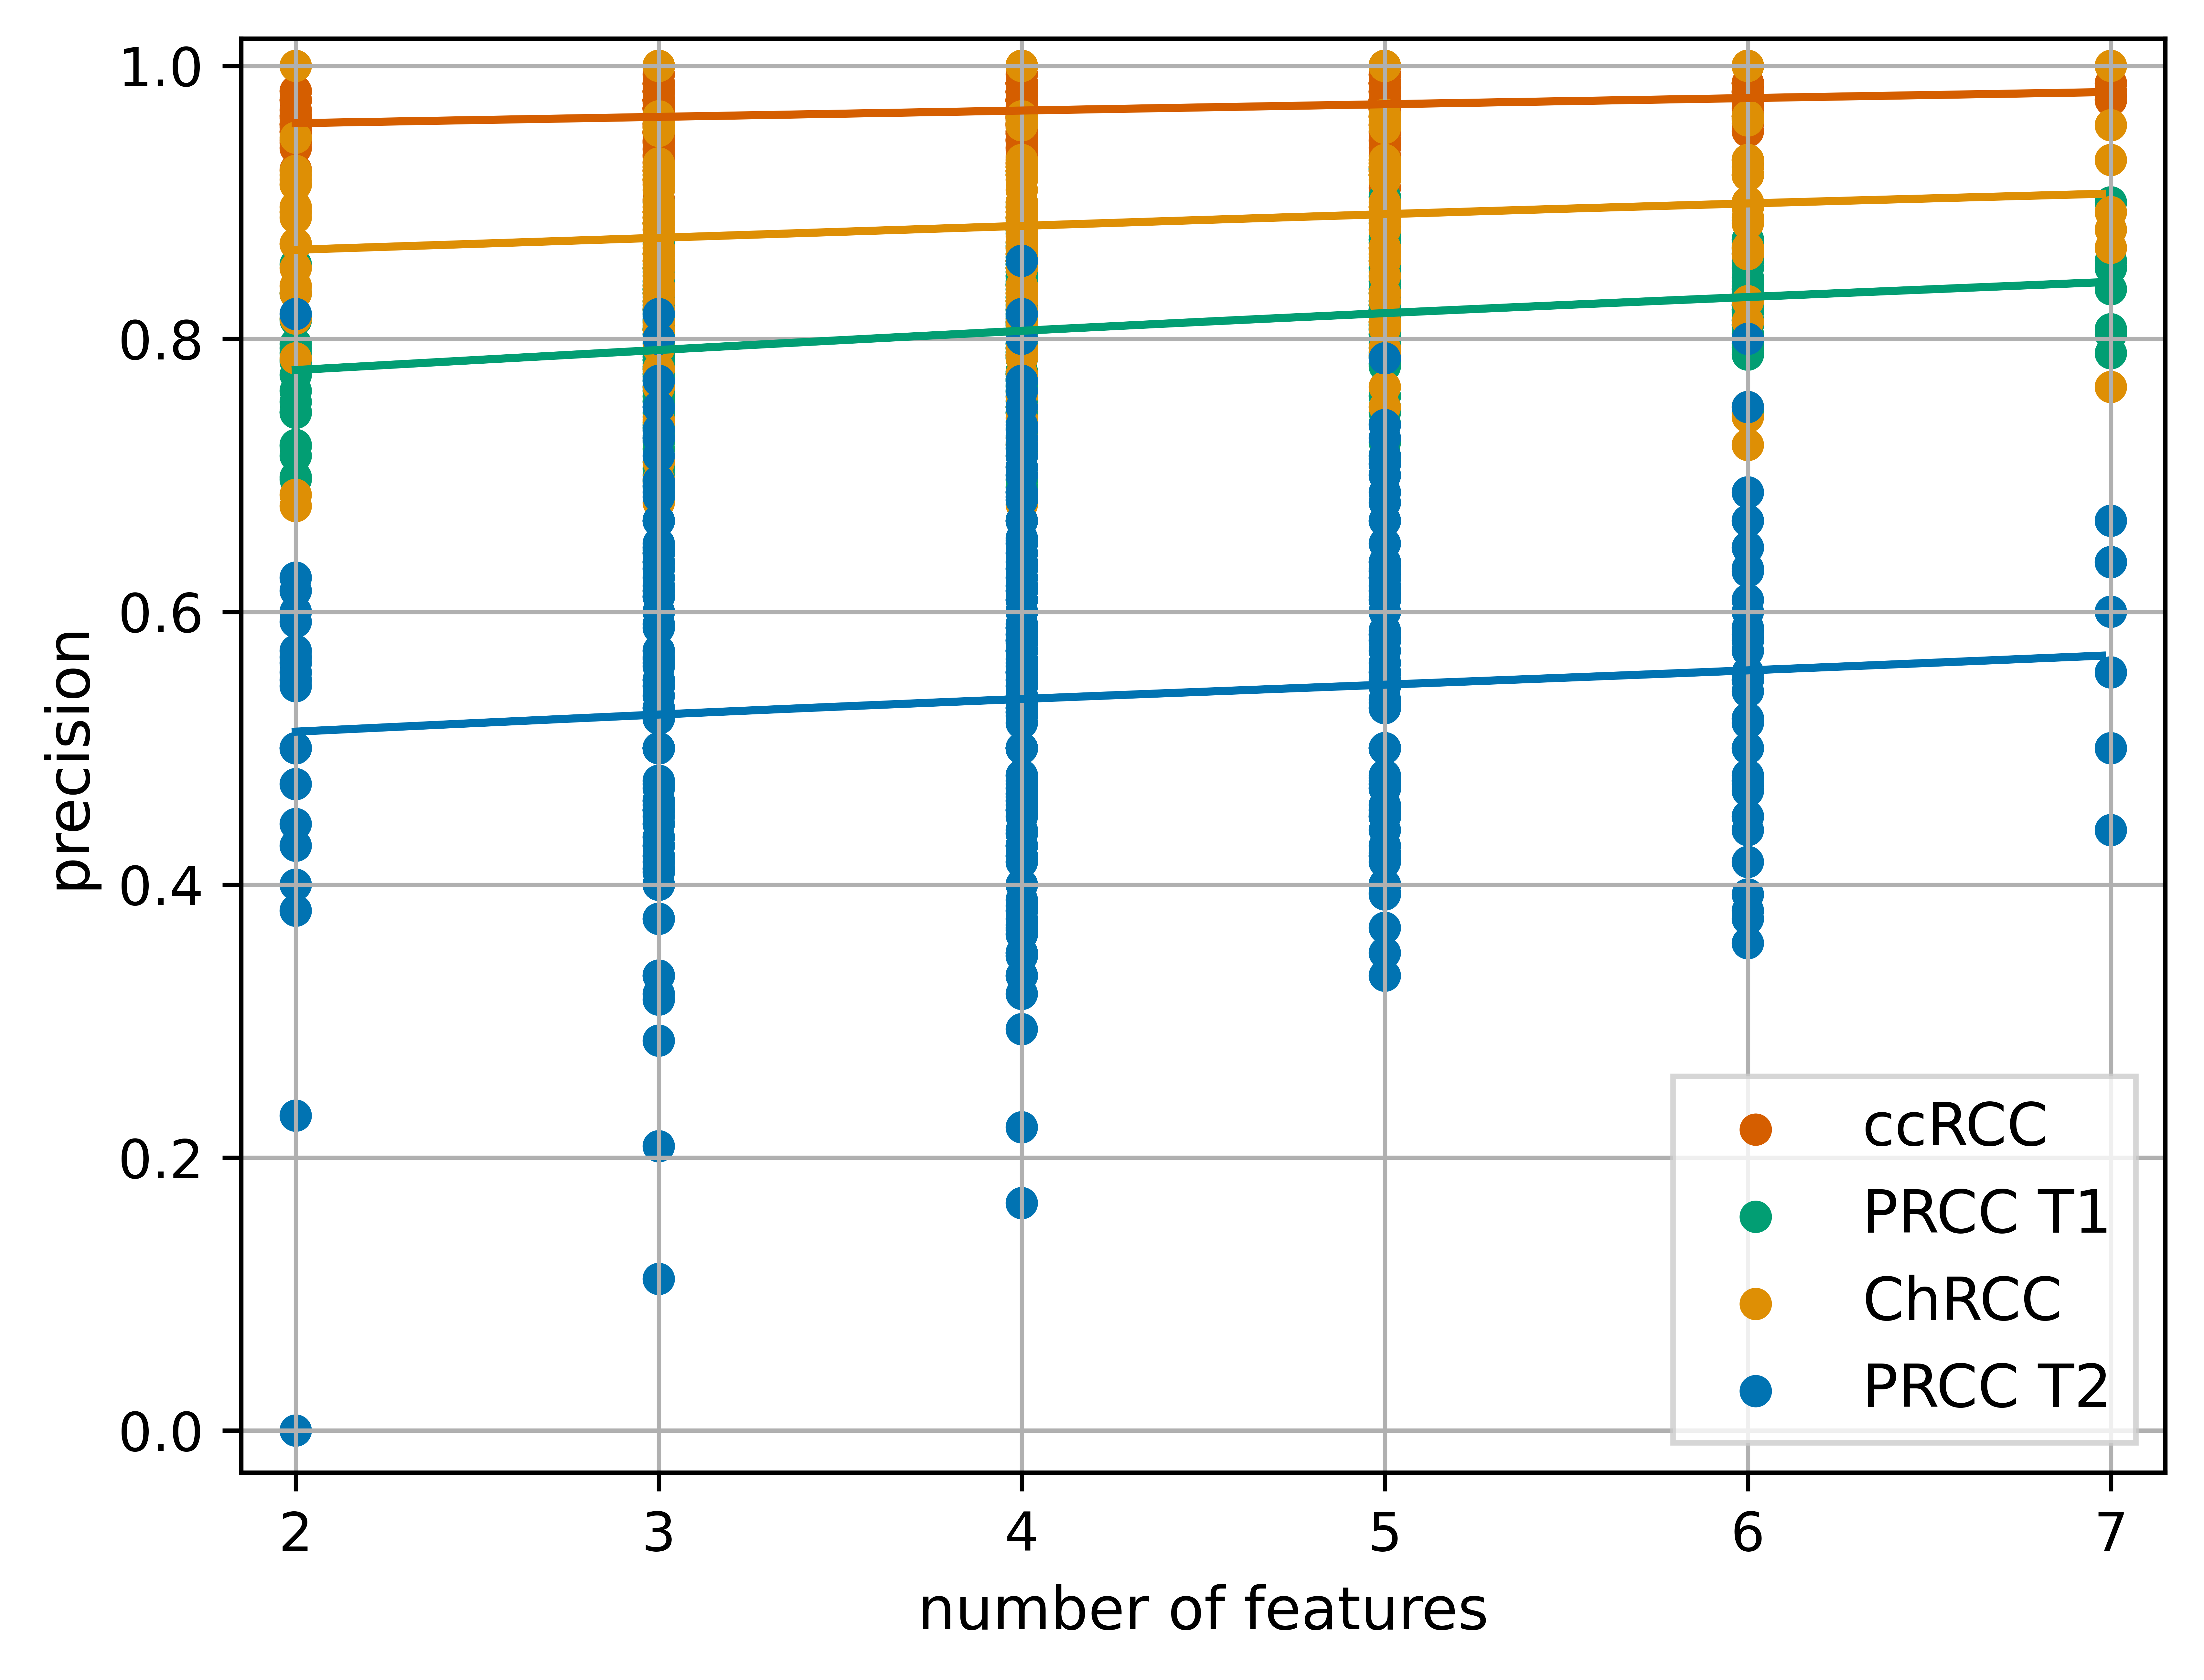 1.0
0.8
0.6
0.4
0.2
0.0
precision
2 3 4 5 6 7
number of features
ccRCC
PRCC T1
ChRCC
PRCC T2